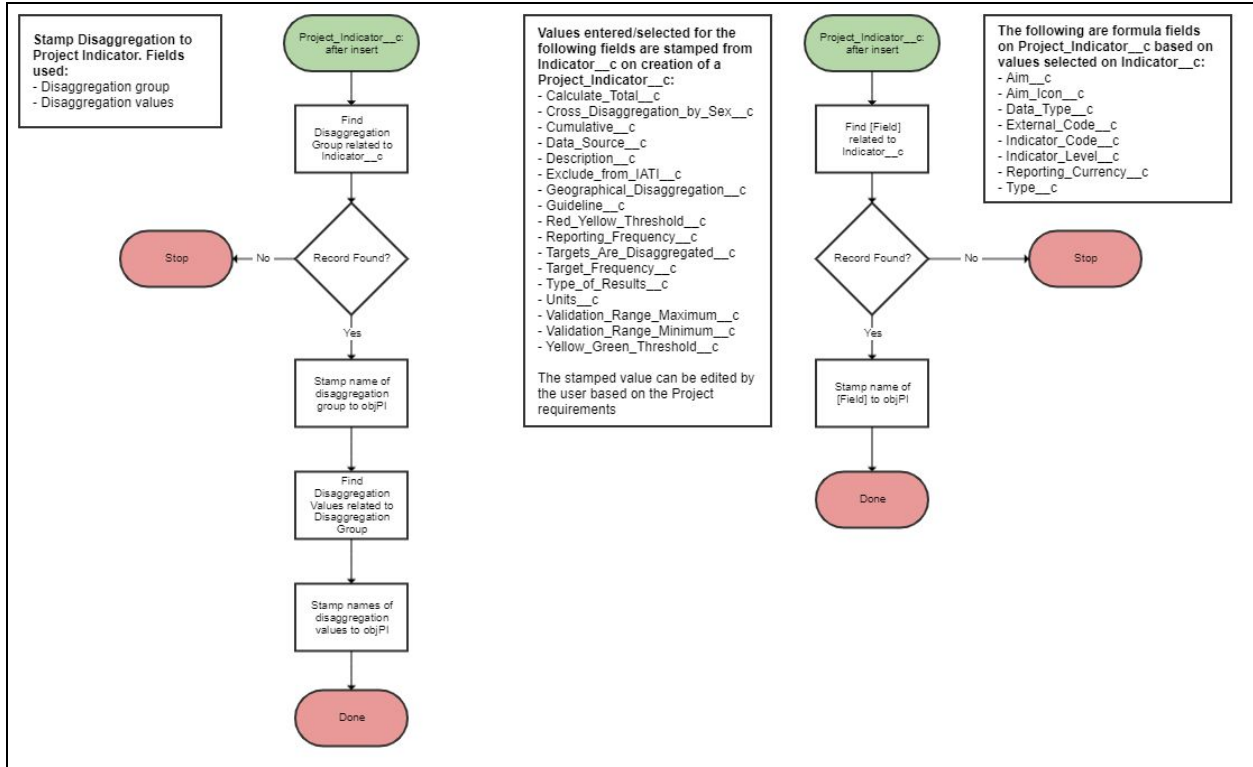 Stamp Disaggregation to
Project Indicator. Fields
used:
- Disaggregation group
- Disaggregation values
Project_Indicator__c:
after insert
Find
Disaggregation
Group related to
Indicator__c
Record Found?
No
Stop
Yes
Stamp name of
disaggregation
group to objPI
Find
Disaggregation
Values related to
Disaggregation
Group
Stamp names of
disaggregation
values to objPI
Done
Values entered/selected for the
following fields are stamped from
Indicator__c on creation of a
Project_Indicator__c:
- Calculate_Total__c
- Cross_Disaggregation_by_Sex__c
- Cumulative__c
- Data_Source__c
- Description__c
- Exclude_from_IATI__c
- Geographical_Disaggregation__c
- Guideline__c
- Red_Yellow_Threshold__c
- Reporting_Frequency__c
- Targets_Are_Disaggregated__c
- Target_Frequency__c
- Type_of_Results__c
- Units__c
- Validation_Range_Maximum__c
- Validation_Range_Minimum__c
- Yellow_Green_Threshold__c
The stamped value can be edited by
the user based on the Project
requirements
Project_Indicator__c:
after insert
Find [Field]
related to
Indicator__c
Record Found?
No
Stop
Yes
Stamp name of
[Field] to objPI
Done
The following are formula fields
on Project_Indicator__c based on
values selected on Indicator__c:
- Aim__c
- Aim_Icon__c
- Data_Type__c
- External_Code__c
- Indicator_Code__c
- Indicator_Level__c
- Reporting_Currency__c
- Type__c